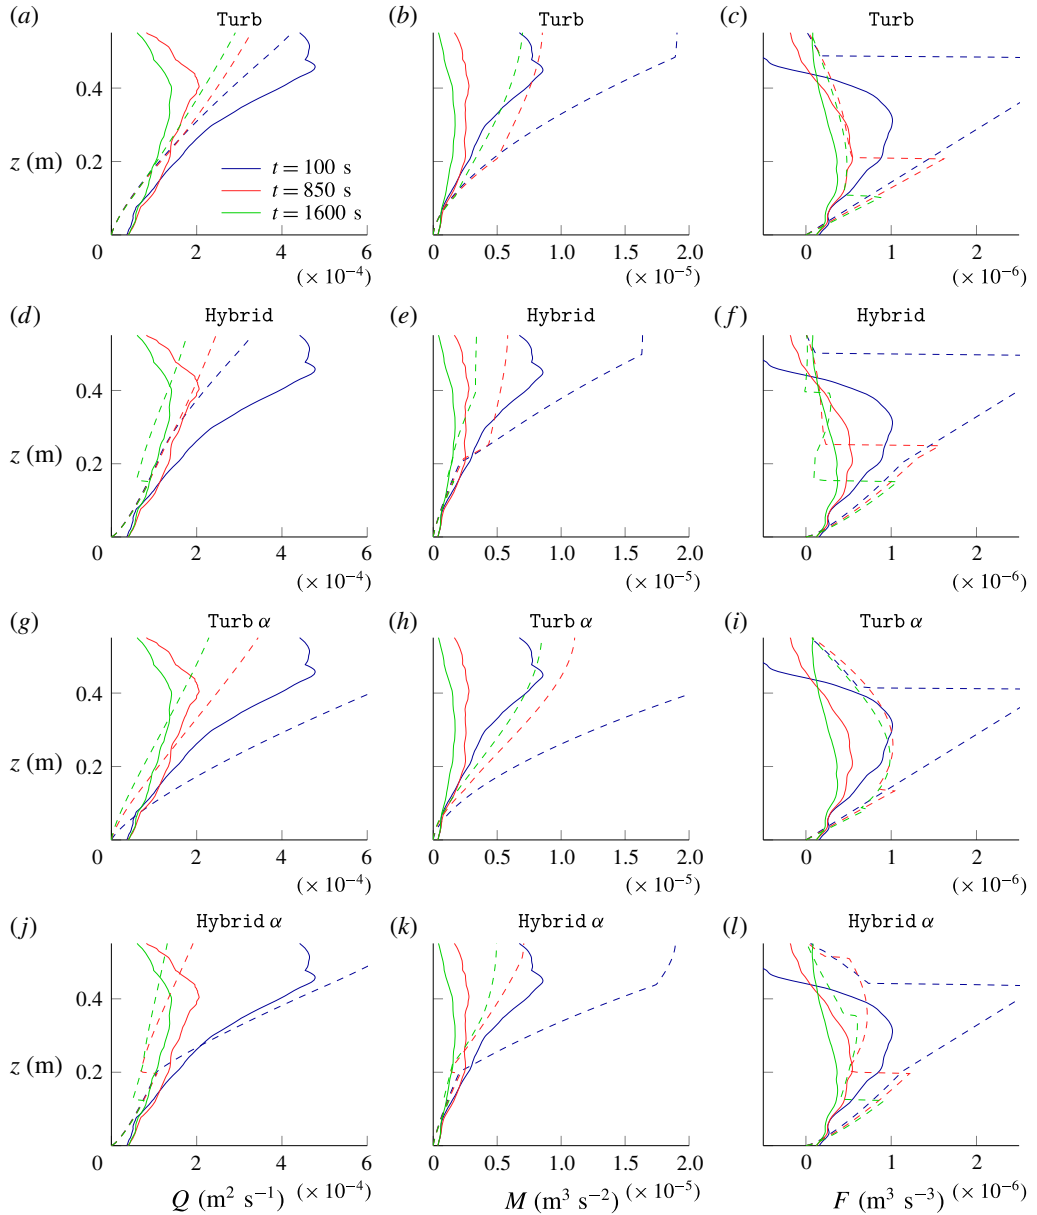 (a) Turb (b) Turb (c) Turb
0.4
z (m) 0.2
t = 100 s
t = 850 s
t = 1600 s
0 2 4 6 0 0.5 1.0 1.5 2.0 0 1 2
(× 10⁻⁴) (× 10⁻⁵) (× 10⁻⁶)
(d) Hybrid (e) Hybrid (f) Hybrid
0.4
z (m) 0.2
0 2 4 6 0 0.5 1.0 1.5 2.0 0 1 2
(× 10⁻⁴) (× 10⁻⁵) (× 10⁻⁶)
(g) Turb α (h) Turb α (i) Turb α
0.4
z (m) 0.2
0 2 4 6 0 0.5 1.0 1.5 2.0 0 1 2
(× 10⁻⁴) (× 10⁻⁵) (× 10⁻⁶)
(j) Hybrid α (k) Hybrid α (l) Hybrid α
0.4
z (m) 0.2
0 2 4 6 0 0.5 1.0 1.5 2.0 0 1 2
Q (m² s⁻¹) (× 10⁻⁴) M (m³ s⁻²) (× 10⁻⁵) F (m³ s⁻³) (× 10⁻⁶)